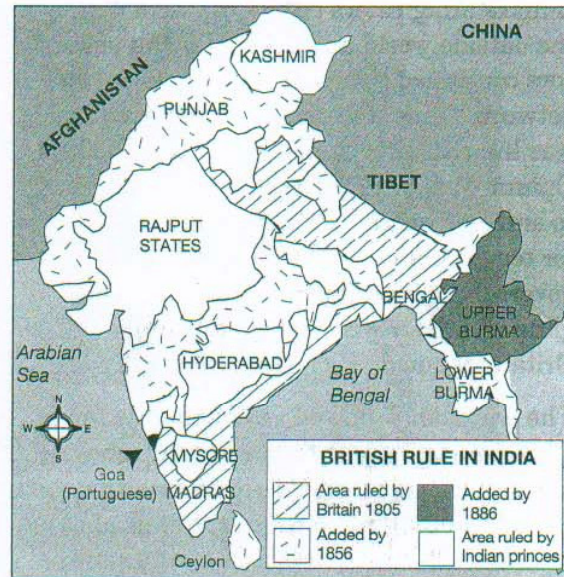 CHINA
KASHMIR
AFGHANISTAN
PUNJAB
TIBET
RAJPUT
STATES
BENGAL
UPPER
BURMA
Arabian
Sea
HYDERABAD
Bay of
Bengal
LOWER
BURMA
N
W E
S
MYSORE
Goa
(Portuguese)
MADRAS
Ceylon
BRITISH RULE IN INDIA
Area ruled by
Britain 1805
Added by
1886
Added by
1856
Area ruled by
Indian princes